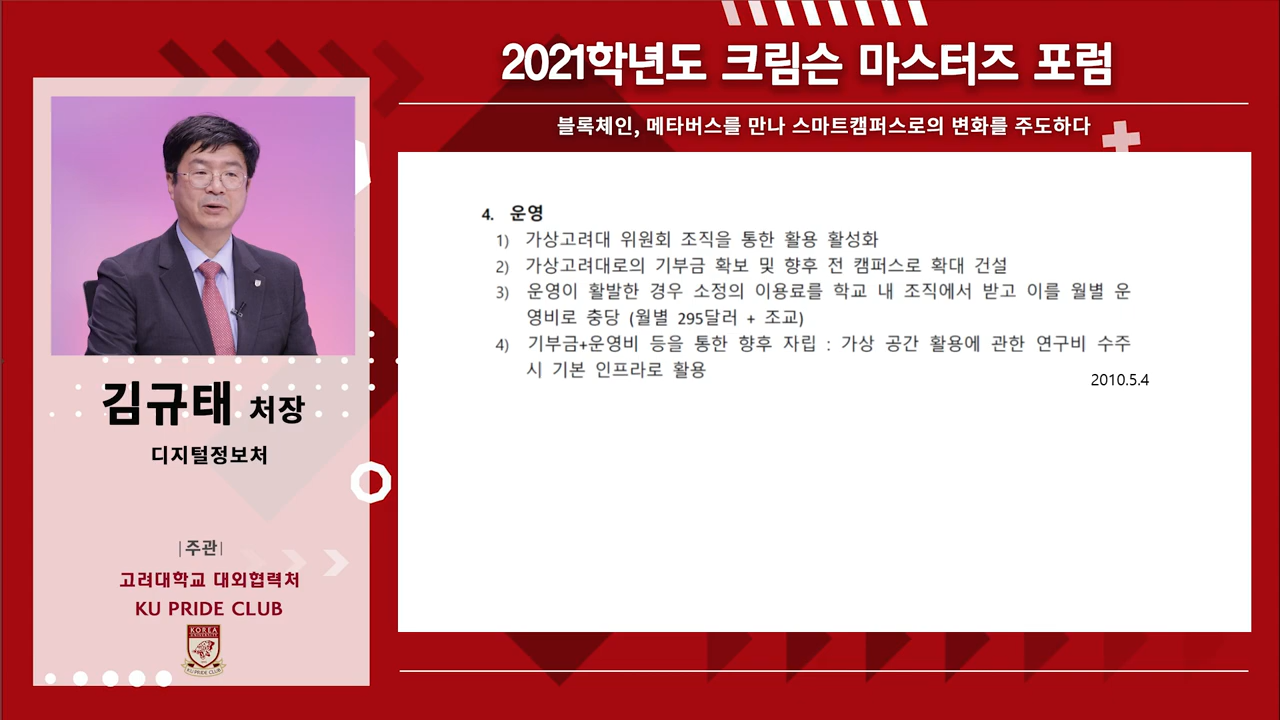 2021학년도 크림슨 마스터즈 포럼
블록체인, 메타버스를 만나 스마트캠퍼스로의 변화를 주도하다
4. 운영
1) 가상고려대 위원회 조직을 통한 활용 활성화
2) 가상고려대로의 기부금 확보 및 향후 전 캠퍼스로 확대 건설
3) 운영이 활발한 경우 소정의 이용료를 학교 내 조직에서 받고 이를 월별 운
영비로 충당 (월별 295달러 + 조교)
4) 기부금+운영비 등을 통한 향후 자립 : 가상 공간 활용에 관한 연구비 수주
시 기본 인프라로 활용
2010.5.4
김규태 처장
디지털정보처
|주관|
고려대학교 대외협력처
KU PRIDE CLUB
KOREA
UNIVERSITY
KU PRIDE CLUB